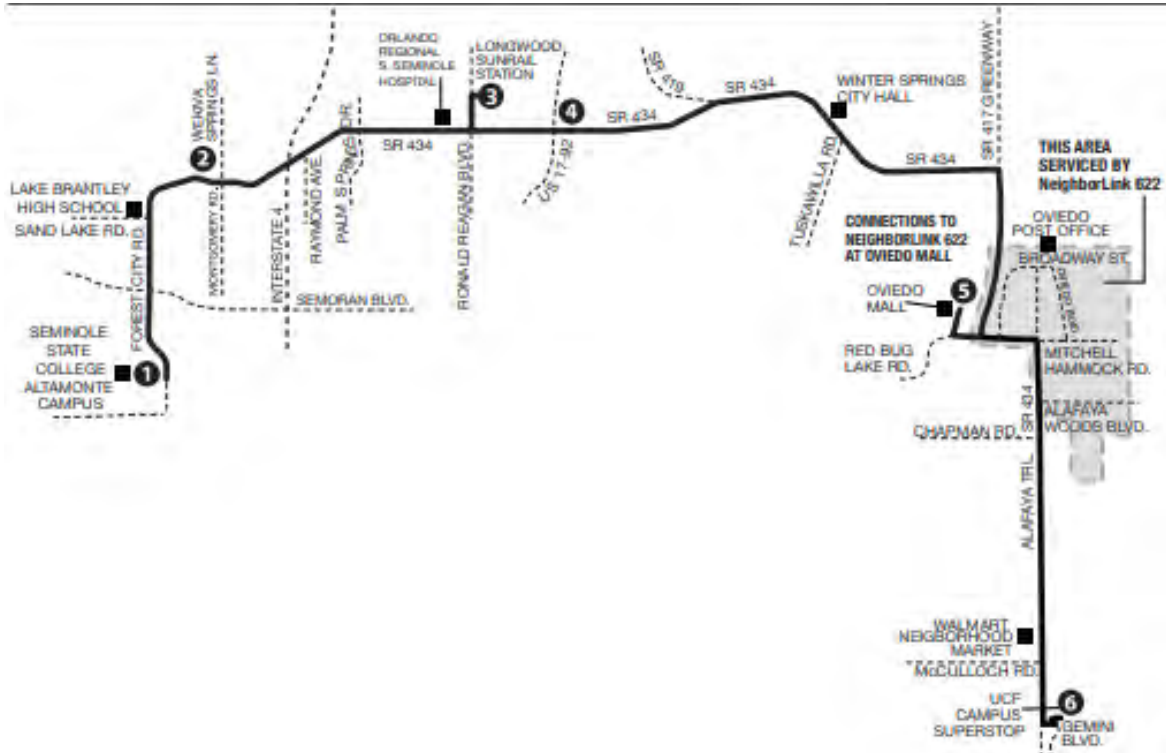 ORLANDO
REGIONAL
S. SEMINOLE
HOSPITAL
LONGWOOD
SUNRAIL
STATION
3
4
SR 419
SR 434
SR 434
WINTER SPRINGS
CITY HALL
SR 417 GREENWAY
WEKIVA
SPRINGS LN.
2
PALM SPRINGS DR.
SR 434
RONALD REAGAN BLVD.
US 17-92
TUSKAWILLA RD.
SR 434
THIS AREA
SERVICED BY
NeighborLink 622
LAKE BRANTLEY
HIGH SCHOOL
SAND LAKE RD.
FOREST CITY RD.
MONTGOMERY RD.
INTERSTATE 4
RAYMOND AVE.
SEMORAN BLVD.
CONNECTIONS TO
NEIGHBORLINK 622
AT OVIEDO MALL
OVIEDO
POST OFFICE
BROADWAY ST.
OVIEDO
MALL
5
SEMINOLE
STATE
COLLEGE
ALTAMONTE
CAMPUS
1
RED BUG
LAKE RD.
MITCHELL
HAMMOCK RD.
SR 434
ALAFAYA
WOODS BLVD.
CHAPMAN RD.
ALAFAYA TRL.
WALMART
NEIGBORHOOD
MARKET
McCULLOCH RD.
UCF
CAMPUS
SUPERSTOP
6
GEMINI
BLVD.